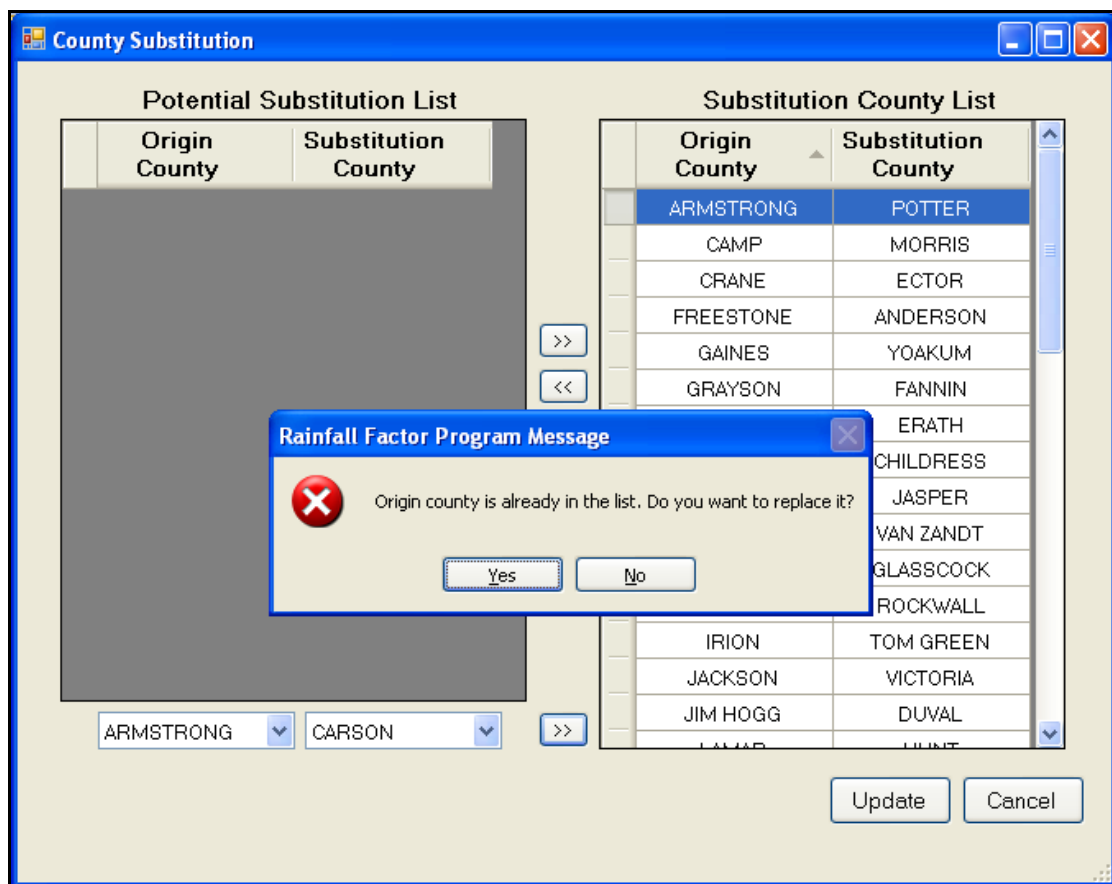 County Substitution
Potential Substitution List
Origin County
Substitution County
>>
<<
ARMSTRONG
CARSON
>>
Substitution County List
Origin County
Substitution County
ARMSTRONG POTTER
CAMP MORRIS
CRANE ECTOR
FREESTONE ANDERSON
GAINES YOAKUM
GRAYSON FANNIN
ERATH
CHILDRESS
JASPER
VAN ZANDT
GLASSCOCK
ROCKWALL
IRION TOM GREEN
JACKSON VICTORIA
JIM HOGG DUVAL
LAMAR HUNT
Rainfall Factor Program Message
Origin county is already in the list. Do you want to replace it?
Yes
No
Update
Cancel